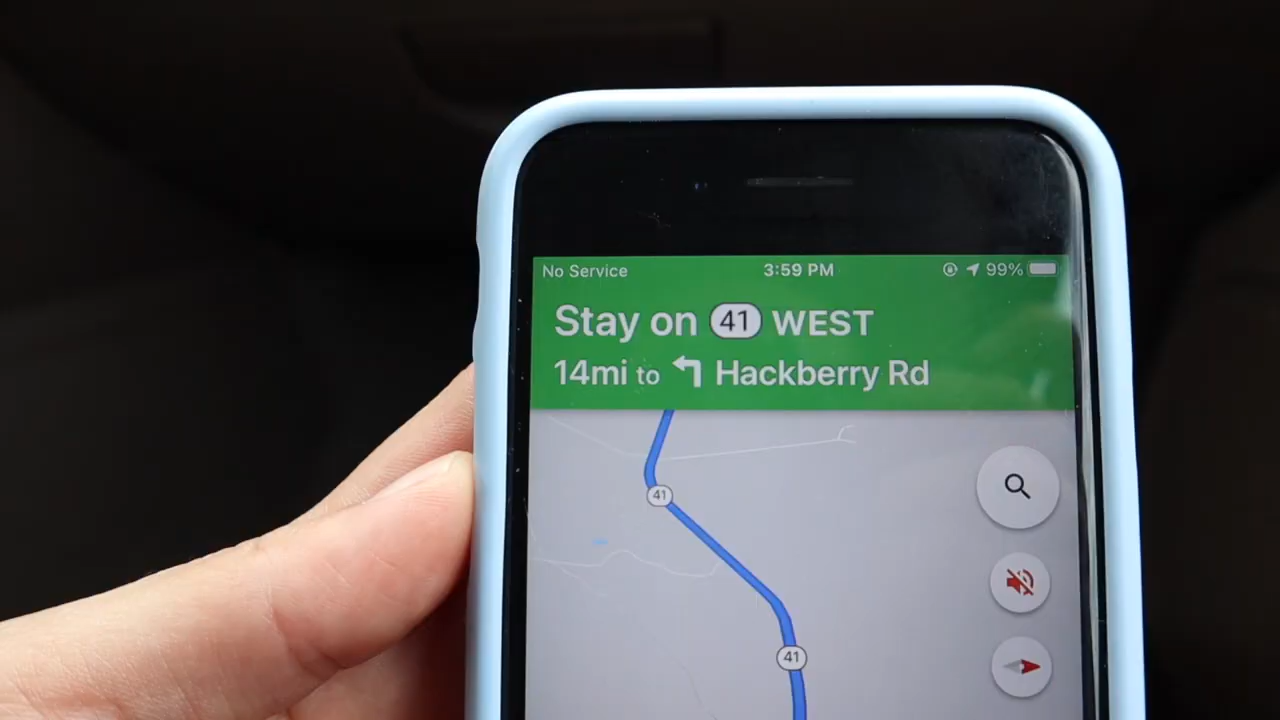 No Service 3:59 PM 99%
Stay on 41 WEST
14mi to Hackberry Rd
41
41